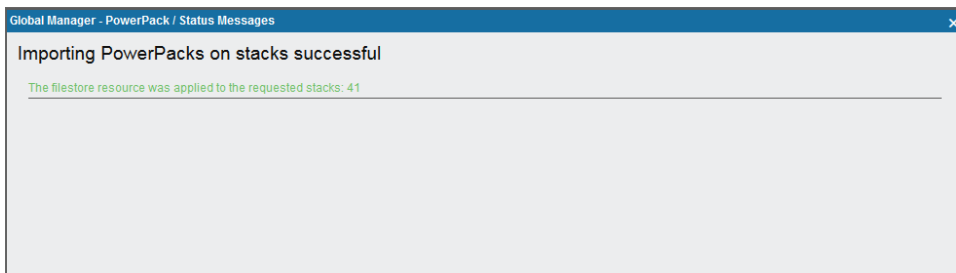 Global Manager - PowerPack / Status Messages
Importing PowerPacks on stacks successful
The filestore resource was applied to the requested stacks: 41